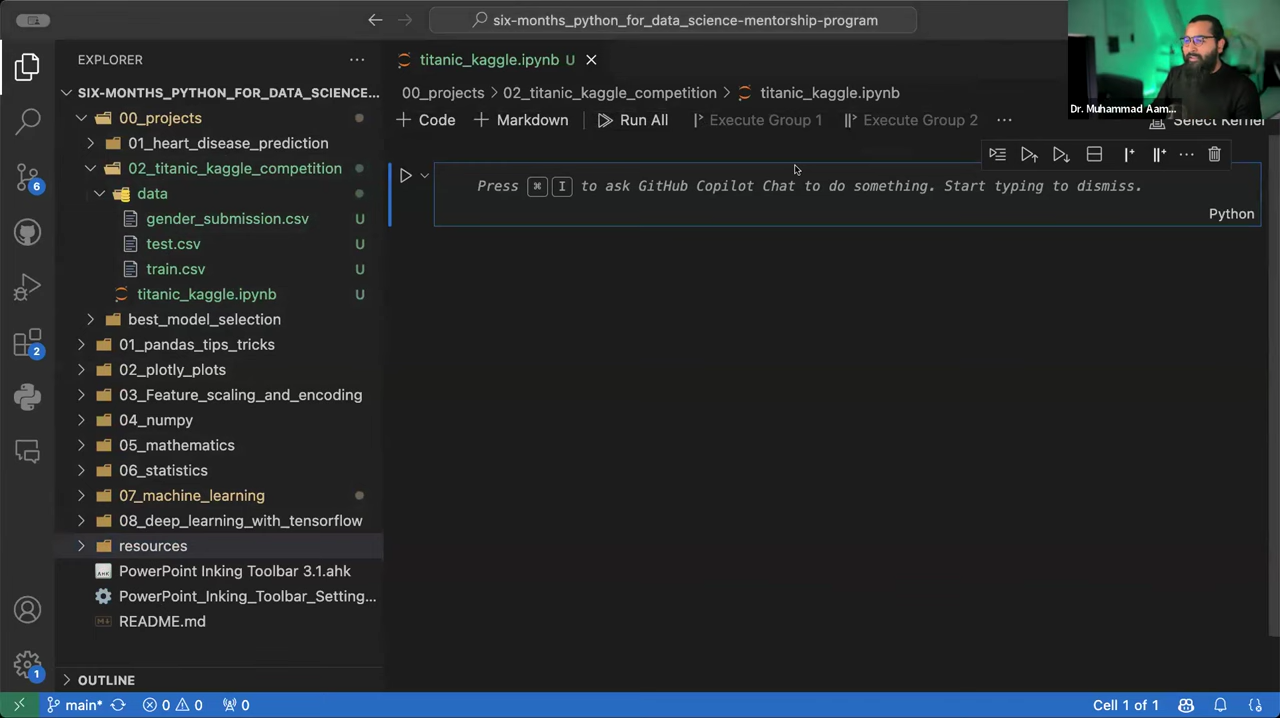 six-months_python_for_data_science-mentorship-program
Dr. Muhammad Aam...
EXPLORER
SIX-MONTHS_PYTHON_FOR_DATA_SCIENCE...
00_projects
01_heart_disease_prediction
02_titanic_kaggle_competition
data
gender_submission.csv U
test.csv U
train.csv U
titanic_kaggle.ipynb U
best_model_selection
01_pandas_tips_tricks
02_plotly_plots
03_Feature_scaling_and_encoding
04_numpy
05_mathematics
06_statistics
07_machine_learning
08_deep_learning_with_tensorflow
resources
PowerPoint Inking Toolbar 3.1.ahk
PowerPoint_Inking_Toolbar_Setting...
README.md
OUTLINE
6
2
1
titanic_kaggle.ipynb U
00_projects > 02_titanic_kaggle_competition > titanic_kaggle.ipynb
+ Code + Markdown Run All Execute Group 1 Execute Group 2 ... Select Kernel
Press ⌘ I to ask GitHub Copilot Chat to do something. Start typing to dismiss.
Python
main* 0 0 0 Cell 1 of 1